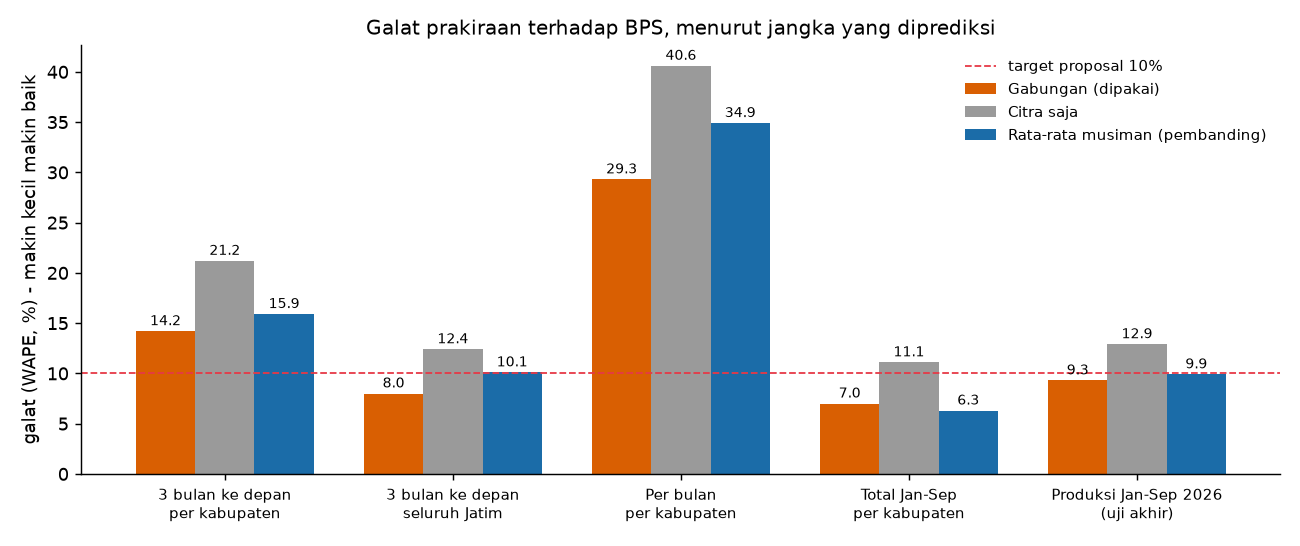 Galat prakiraan terhadap BPS, menurut jangka yang diprediksi
galat (WAPE, %) - makin kecil makin baik
40
35
30
25
20
15
10
5
0
target proposal 10%
Gabungan (dipakai)
Citra saja
Rata-rata musiman (pembanding)
14.2
21.2
15.9
8.0
12.4
10.1
29.3
40.6
34.9
7.0
11.1
6.3
9.3
12.9
9.9
3 bulan ke depan
per kabupaten
3 bulan ke depan
seluruh Jatim
Per bulan
per kabupaten
Total Jan-Sep
per kabupaten
Produksi Jan-Sep 2026
(uji akhir)